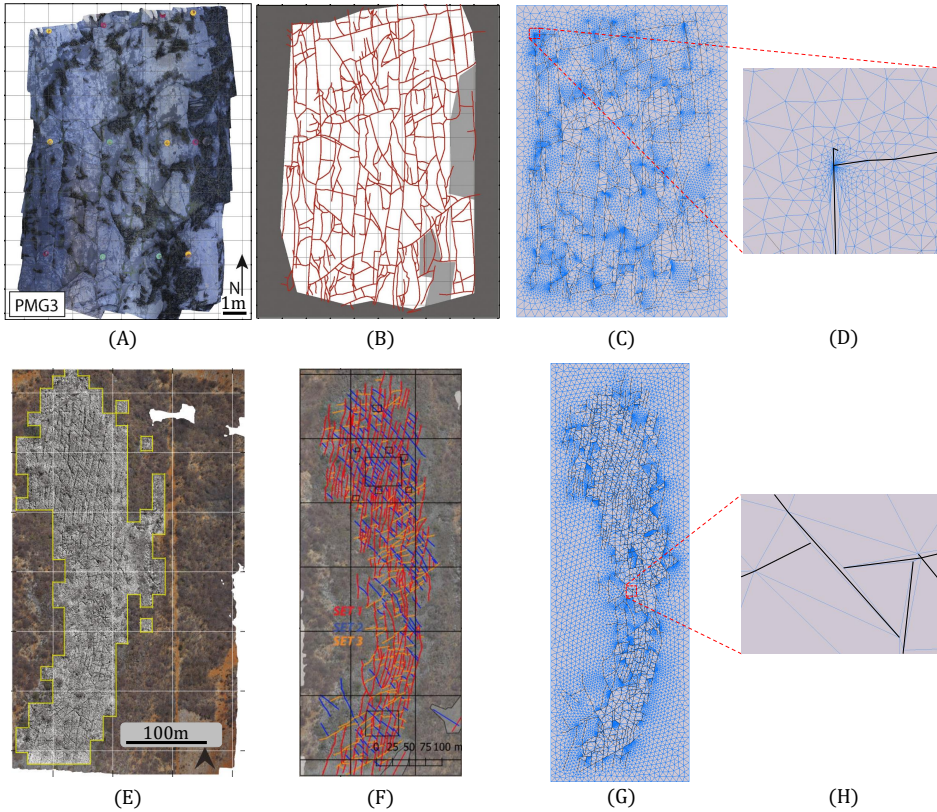 PMG3
N
1m
(A)
(B)
(C)
(D)
SET 1
SET 2
SET 3
100m
0 25 50 75 100 m
(E)
(F)
(G)
(H)